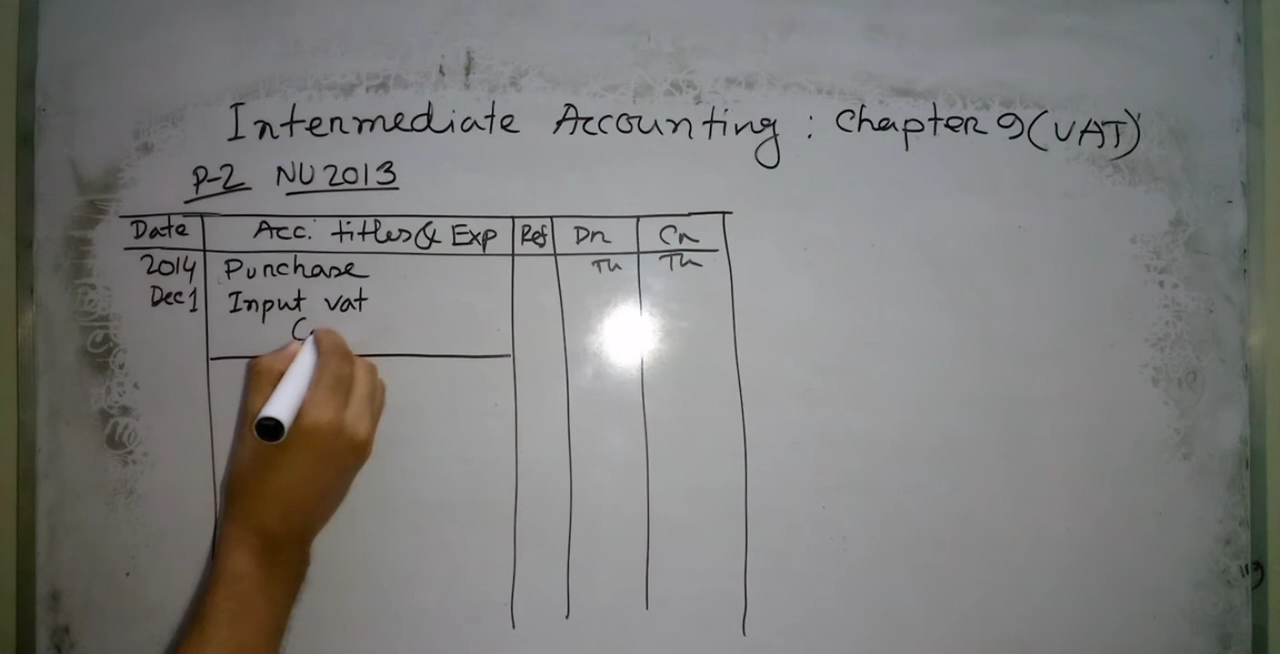 Intermediate Accounting : Chapter 9 (VAT)
P-2 NU 2013
Date Acc. titles & Exp Ref Dr Cr
2014 Purchase Tk Tk
Dec 1 Input vat
C